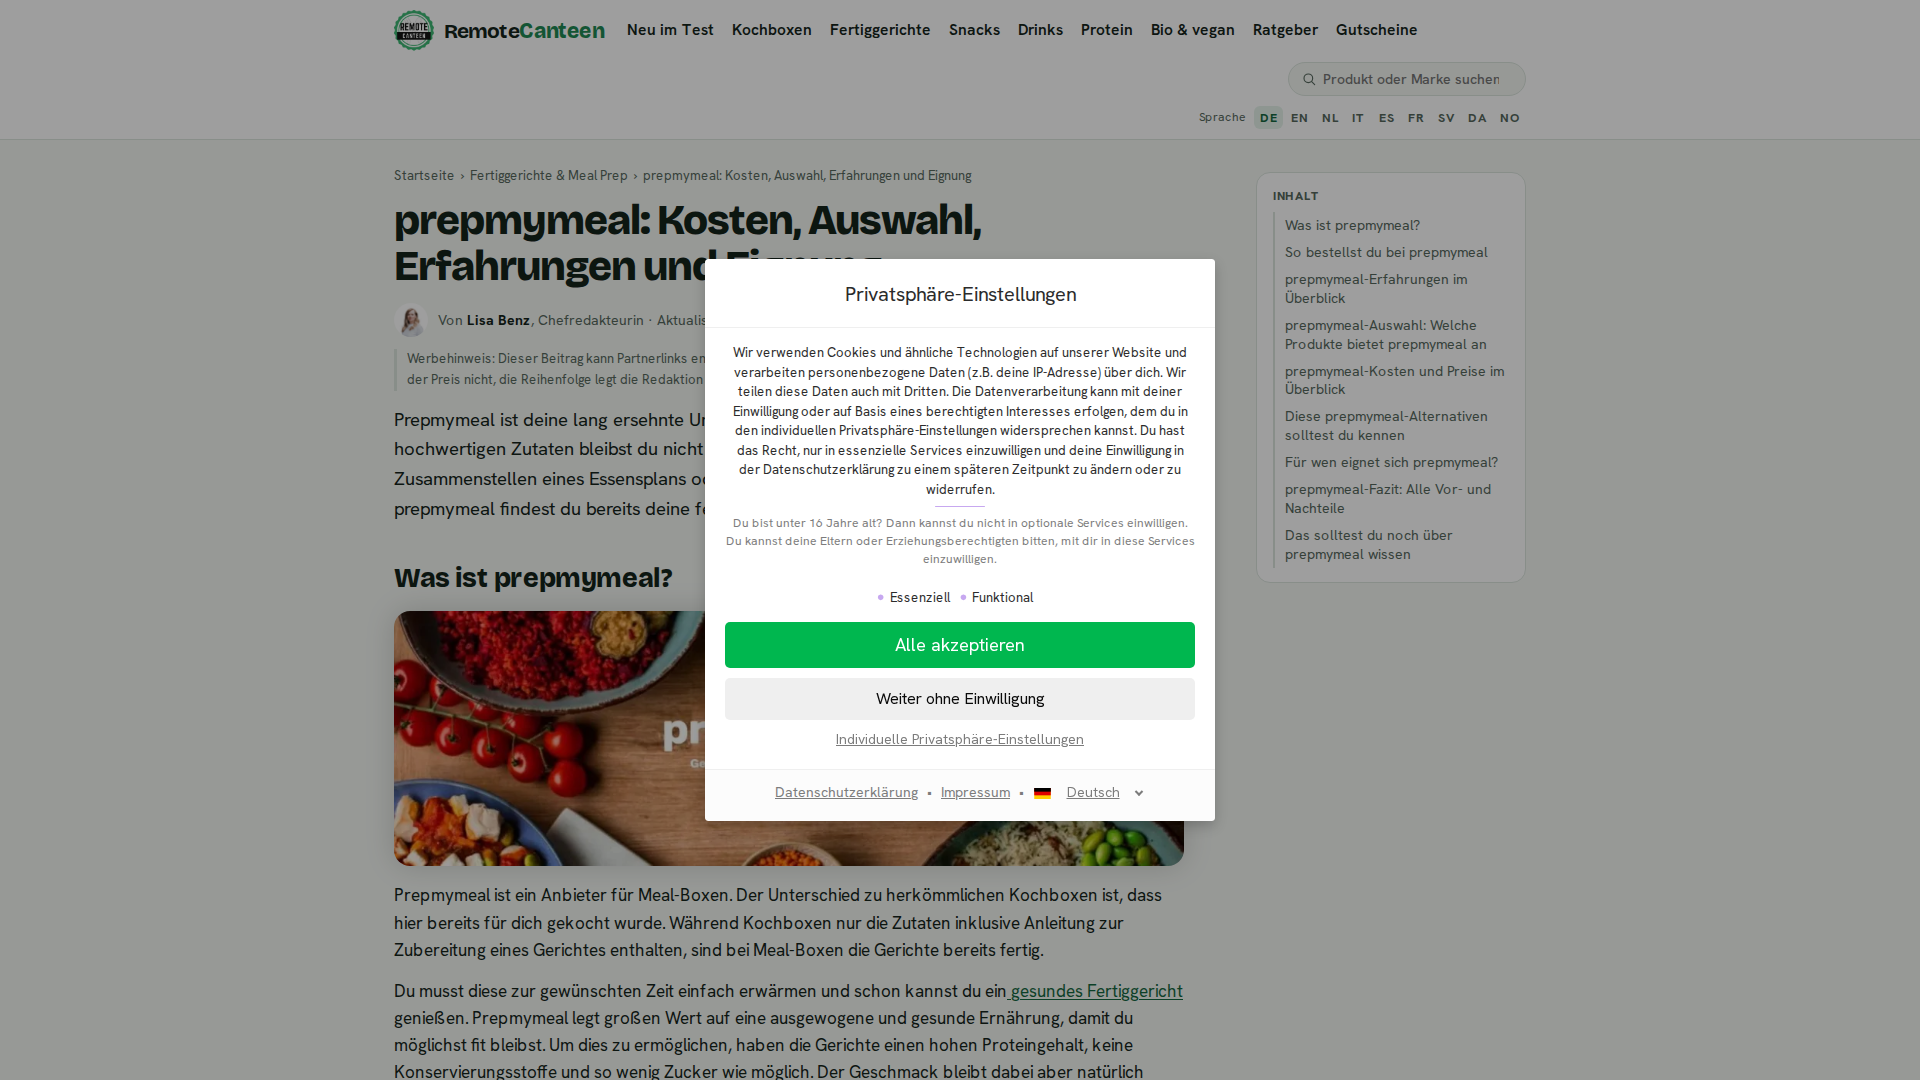 REMOTE
CANTEEN
RemoteCanteen
Neu im Test
Kochboxen
Fertiggerichte
Snacks
Drinks
Protein
Bio & vegan
Ratgeber
Gutscheine
Produkt oder Marke suchen
Sprache
DE
EN
NL
IT
ES
FR
SV
DA
NO
Startseite › Fertiggerichte & Meal Prep › prepmymeal: Kosten, Auswahl, Erfahrungen und Eignung
prepmymeal: Kosten, Auswahl,
Erfahrungen und
Von Lisa Benz, Chefredakteurin ·
Werbehinweis: Dieser Beitrag kann Partnerlinks
der Preis nicht, die Reihenfolge legt die Redaktion
Prepmymeal ist deine lang ersehnte
hochwertigen Zutaten bleibst du nicht
Zusammenstellen eines Essensplans
prepmymeal findest du bereits deine
Was ist prepmymeal?
Prepmymeal ist ein Anbieter für Meal-Boxen. Der Unterschied zu herkömmlichen Kochboxen ist, dass
hier bereits für dich gekocht wurde. Während Kochboxen nur die Zutaten inklusive Anleitung zur
Zubereitung eines Gerichtes enthalten, sind bei Meal-Boxen die Gerichte bereits fertig.
Du musst diese zur gewünschten Zeit einfach erwärmen und schon kannst du ein gesundes Fertiggericht
genießen. Prepmymeal legt großen Wert auf eine ausgewogene und gesunde Ernährung, damit du
möglichst fit bleibst. Um dies zu ermöglichen, haben die Gerichte einen hohen Proteingehalt, keine
Konservierungsstoffe und so wenig Zucker wie möglich. Der Geschmack bleibt dabei aber natürlich
INHALT
Was ist prepmymeal?
So bestellst du bei prepmymeal
prepmymeal-Erfahrungen im
Überblick
prepmymeal-Auswahl: Welche
Produkte bietet prepmymeal an
prepmymeal-Kosten und Preise im
Überblick
Diese prepmymeal-Alternativen
solltest du kennen
Für wen eignet sich prepmymeal?
prepmymeal-Fazit: Alle Vor- und
Nachteile
Das solltest du noch über
prepmymeal wissen
Privatsphäre-Einstellungen
Wir verwenden Cookies und ähnliche Technologien auf unserer Website und
verarbeiten personenbezogene Daten (z.B. deine IP-Adresse) über dich. Wir
teilen diese Daten auch mit Dritten. Die Datenverarbeitung kann mit deiner
Einwilligung oder auf Basis eines berechtigten Interesses erfolgen, dem du in
den individuellen Privatsphäre-Einstellungen widersprechen kannst. Du hast
das Recht, nur in essenzielle Services einzuwilligen und deine Einwilligung in
der Datenschutzerklärung zu einem späteren Zeitpunkt zu ändern oder zu
widerrufen.
Du bist unter 16 Jahre alt? Dann kannst du nicht in optionale Services einwilligen.
Du kannst deine Eltern oder Erziehungsberechtigten bitten, mit dir in diese Services
einzuwilligen.
Essenziell
Funktional
Alle akzeptieren
Weiter ohne Einwilligung
Individuelle Privatsphäre-Einstellungen
Datenschutzerklärung • Impressum • Deutsch